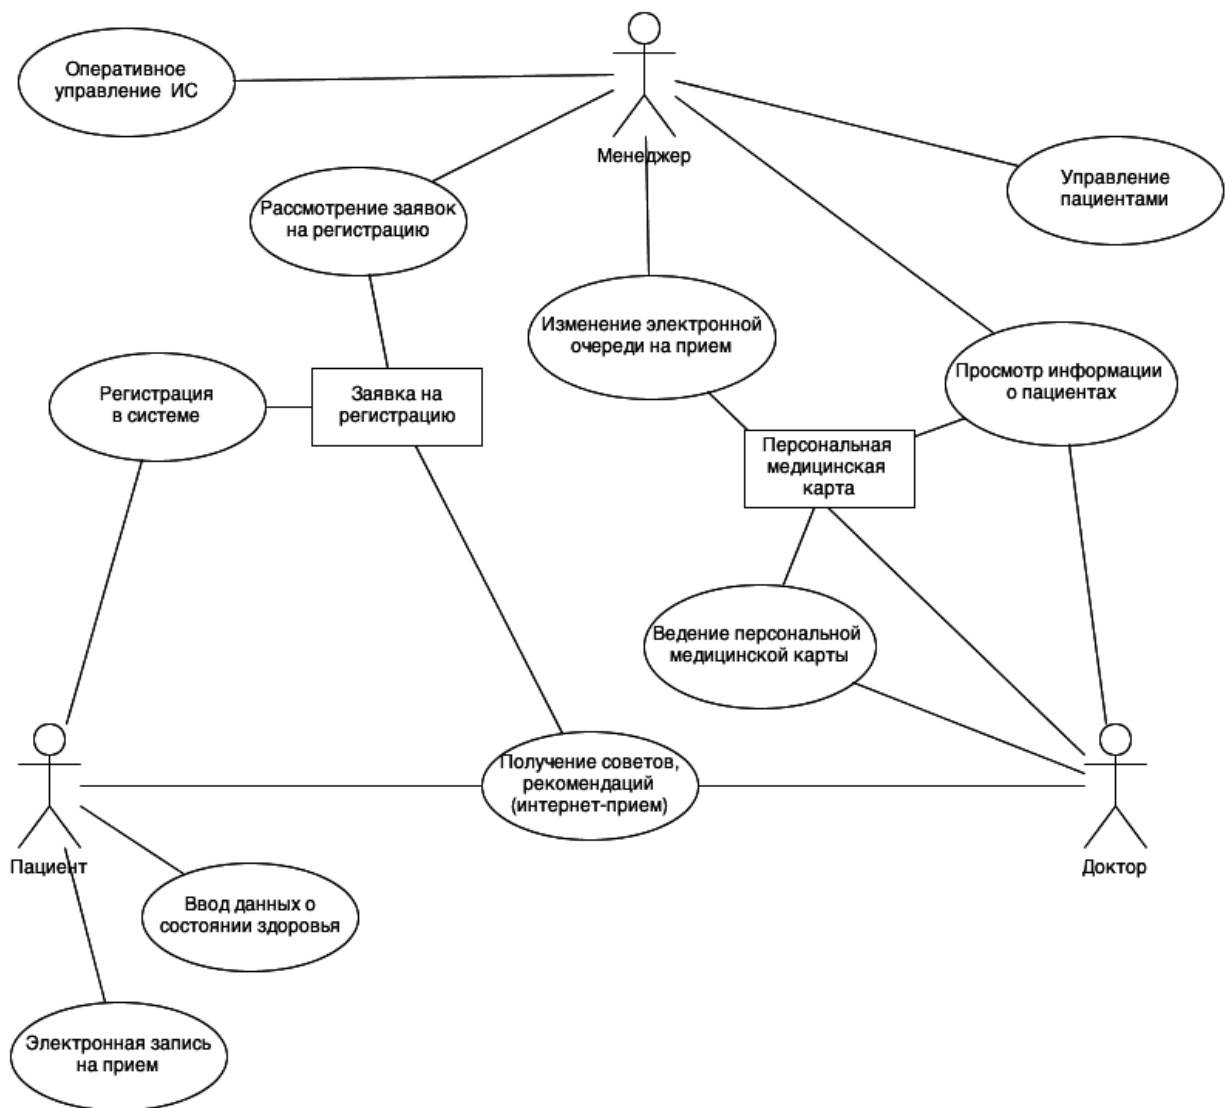 Оперативное
управление ИС
Менеджер
Управление
пациентами
Рассмотрение заявок
на регистрацию
Изменение электронной
очереди на прием
Просмотр информации
о пациентах
Регистрация
в системе
Заявка на
регистрацию
Персональная
медицинская
карта
Ведение персональной
медицинской карты
Получение советов,
рекомендаций
(интернет-прием)
Пациент
Доктор
Ввод данных о
состоянии здоровья
Электронная запись
на прием